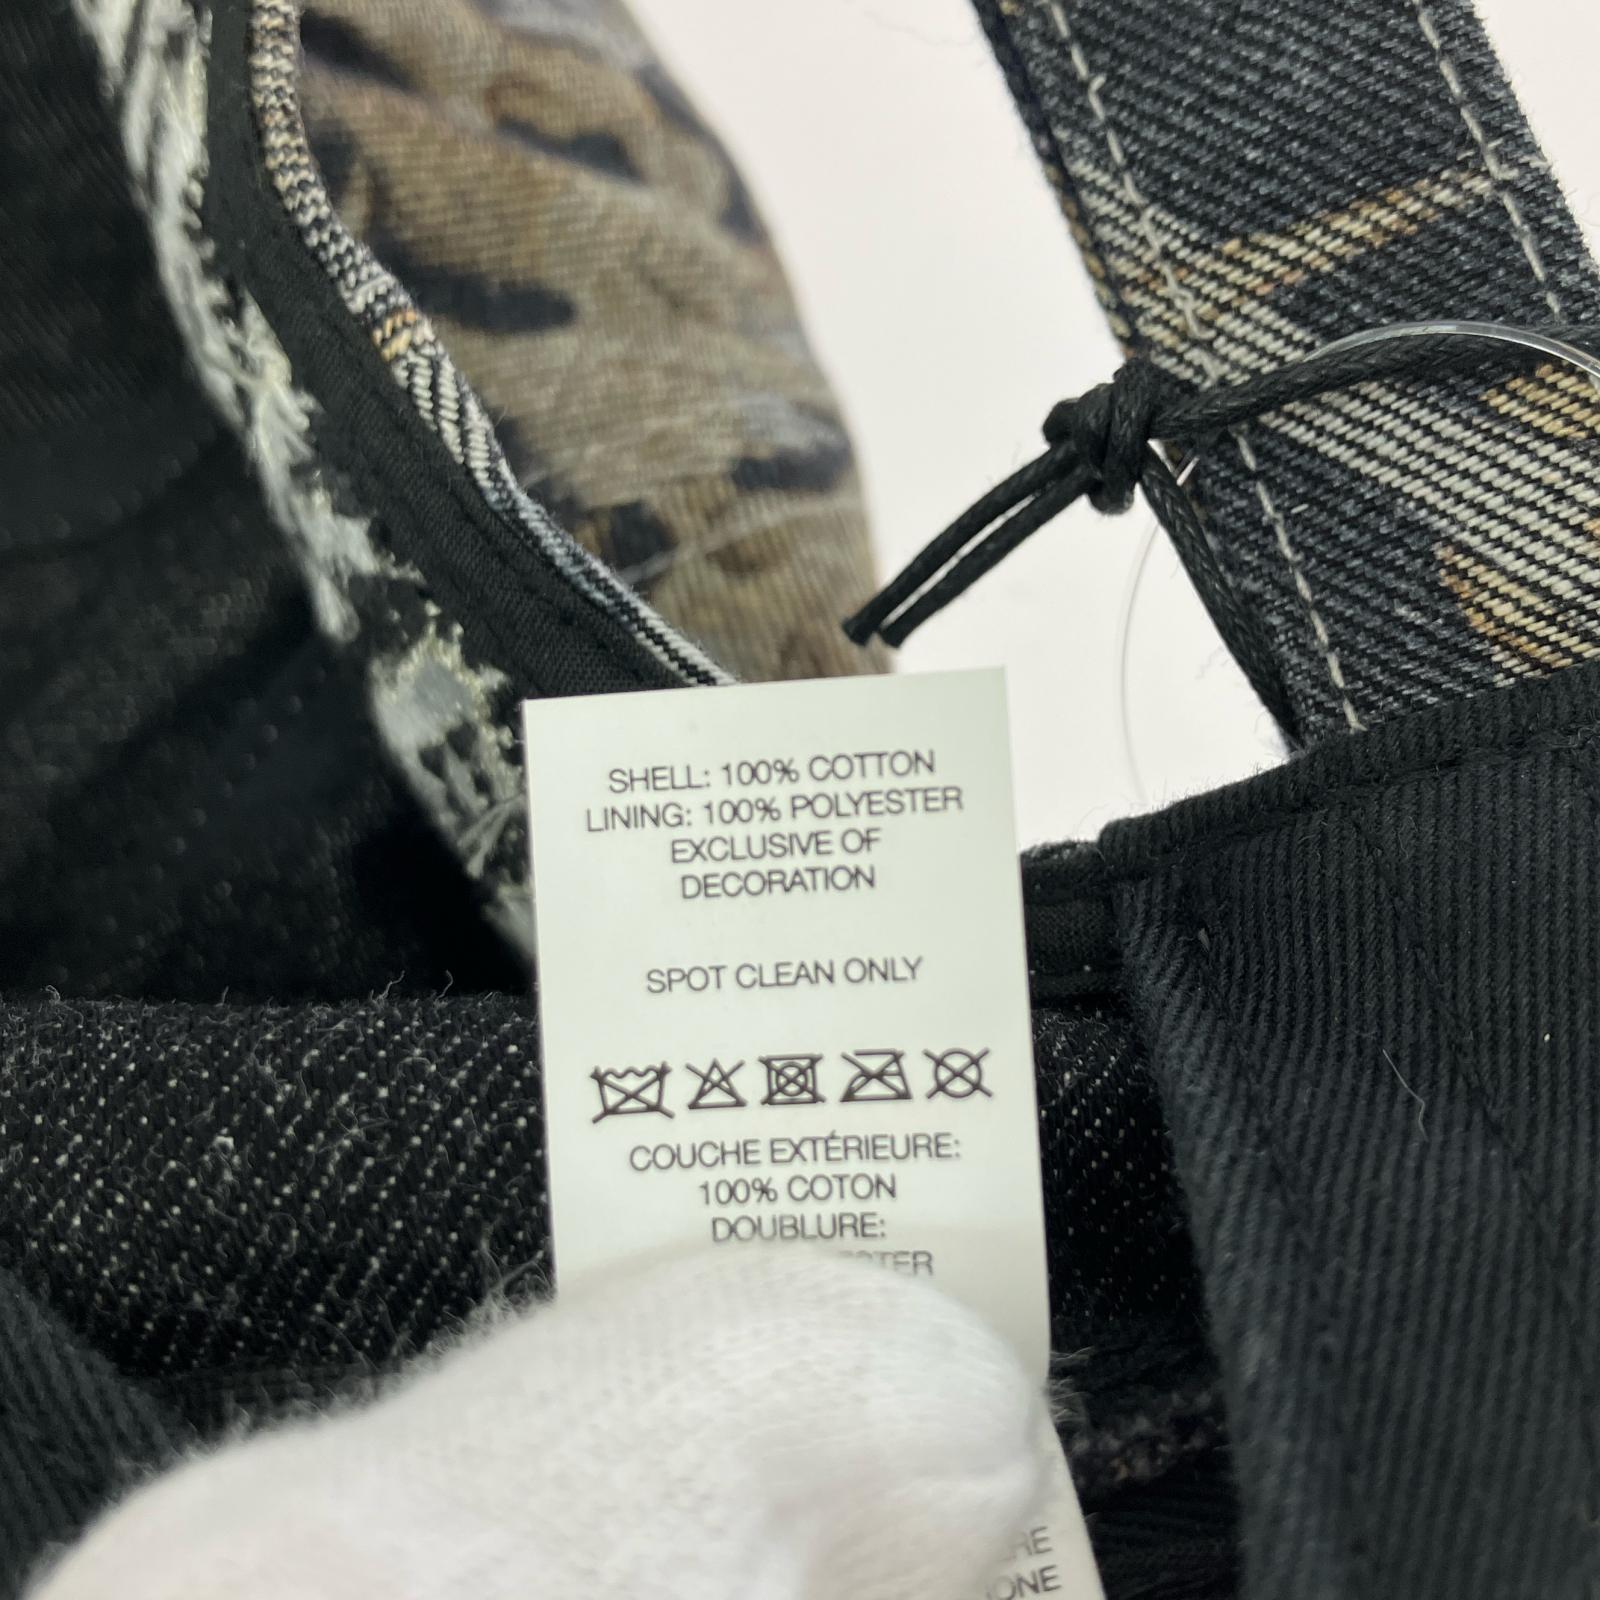 SHELL: 100% COTTON
LINING: 100% POLYESTER
EXCLUSIVE OF
DECORATION
SPOT CLEAN ONLY
COUCHE EXTÉRIEURE:
100% COTON
DOUBLURE: